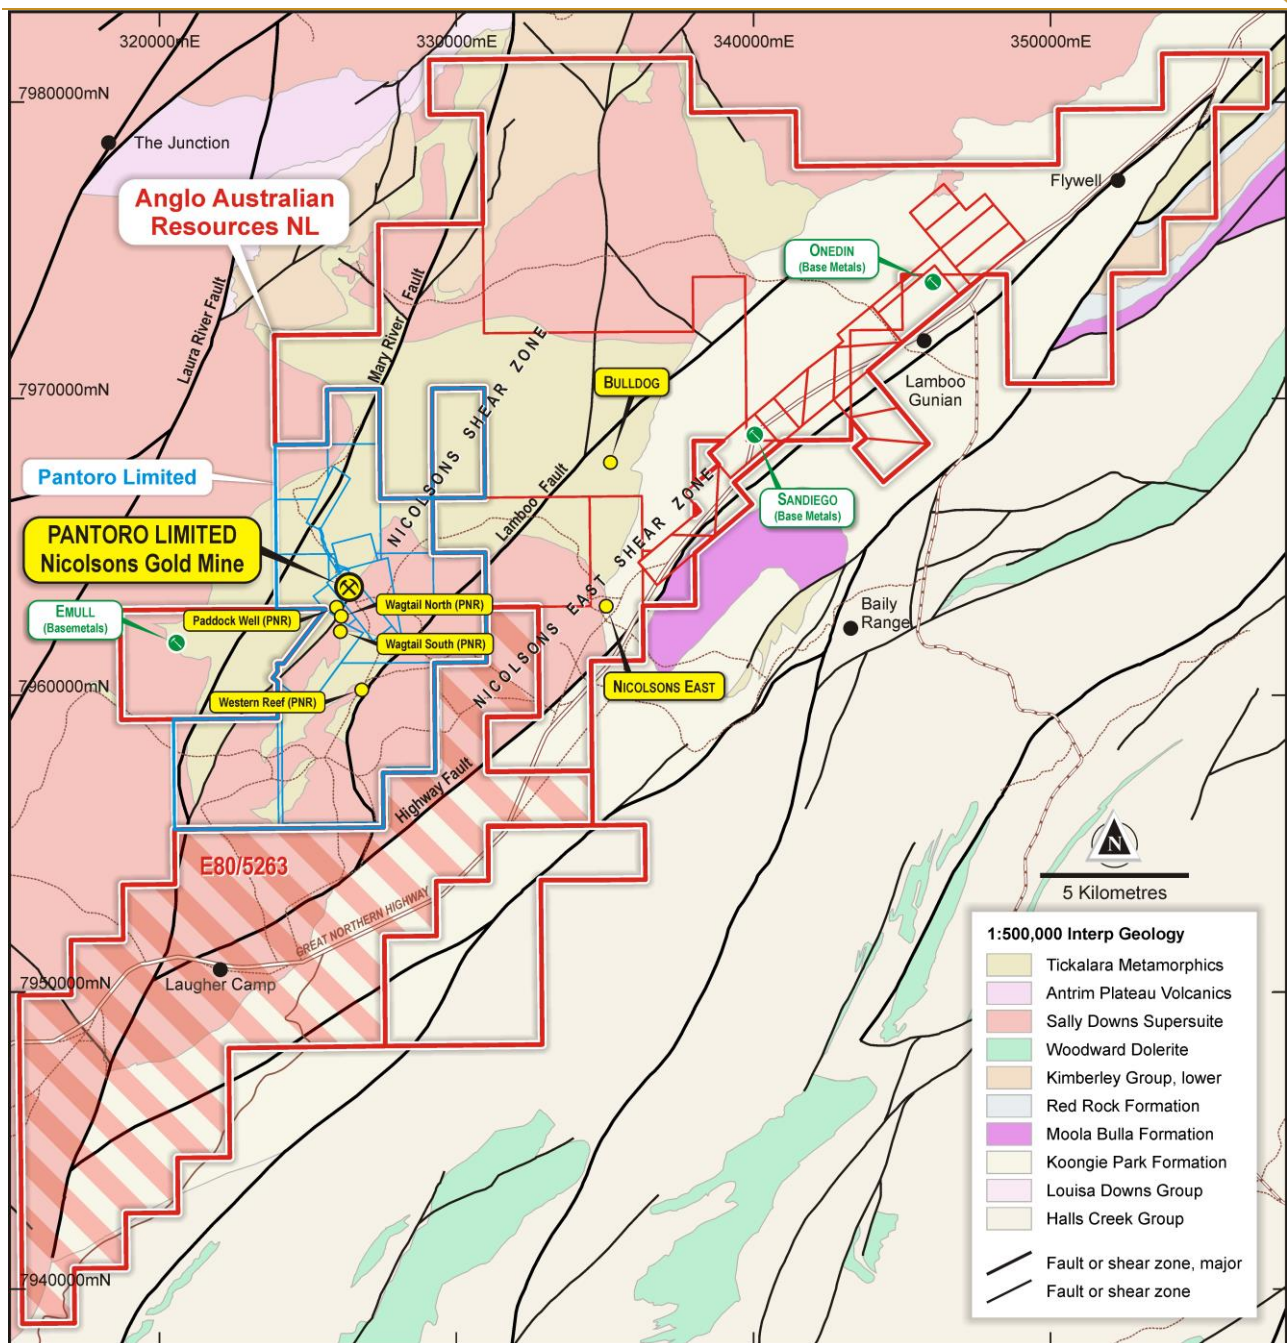 320000mE
330000mE
340000mE
350000mE
7980000mN
The Junction
Flywell
Anglo Australian
Resources NL
ONEDIN
(Base Metals)
Laura River Fault
Mary River Fault
NICOLSONS SHEAR ZONE
7970000mN
BULLDOG
Lamboo
Gunian
Pantoro Limited
Lamboo Fault
SANDIEGO
(Base Metals)
PANTORO LIMITED
Nicolsons Gold Mine
NICOLSONS EAST SHEAR ZONE
EMULL
(Basemetals)
Paddock Well (PNR)
Wagtail North (PNR)
Wagtail South (PNR)
Baily
Range
7960000mN
Western Reef (PNR)
NICOLSONS EAST
Highway Fault
E80/5263
N
5 Kilometres
GREAT NORTHERN HIGHWAY
Laugher Camp
7950000mN
7940000mN
1:500,000 Interp Geology
Tickalara Metamorphics
Antrim Plateau Volcanics
Sally Downs Supersuite
Woodward Dolerite
Kimberley Group, lower
Red Rock Formation
Moola Bulla Formation
Koongie Park Formation
Louisa Downs Group
Halls Creek Group
Fault or shear zone, major
Fault or shear zone